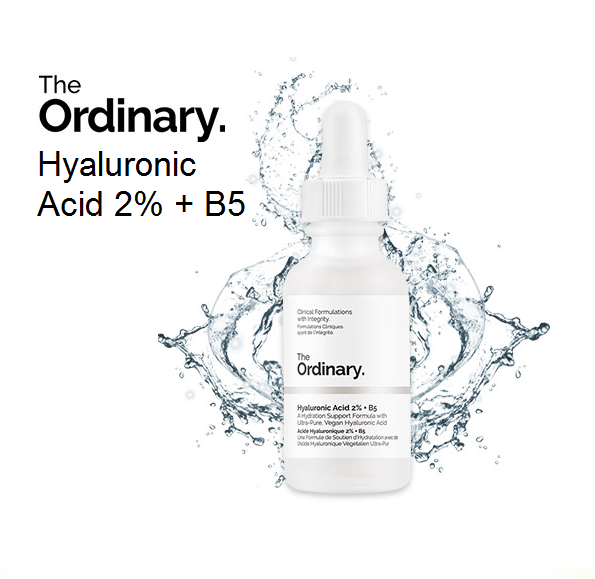 The
Ordinary.
Hyaluronic
Acid 2% + B5
Clinical Formulations
with Integrity.
Formulations Cliniques
ayant de l'intégrité.
The
Ordinary.
Hyaluronic Acid 2% + B5
A Hydration Support Formula with
Ultra-Pure, Vegan Hyaluronic Acid
Acide Hyaluronique 2% + B5
Une Formule de Soutien d'Hydratation avec de
l'Acide Hyaluronique Végétalien Ultra-Pur